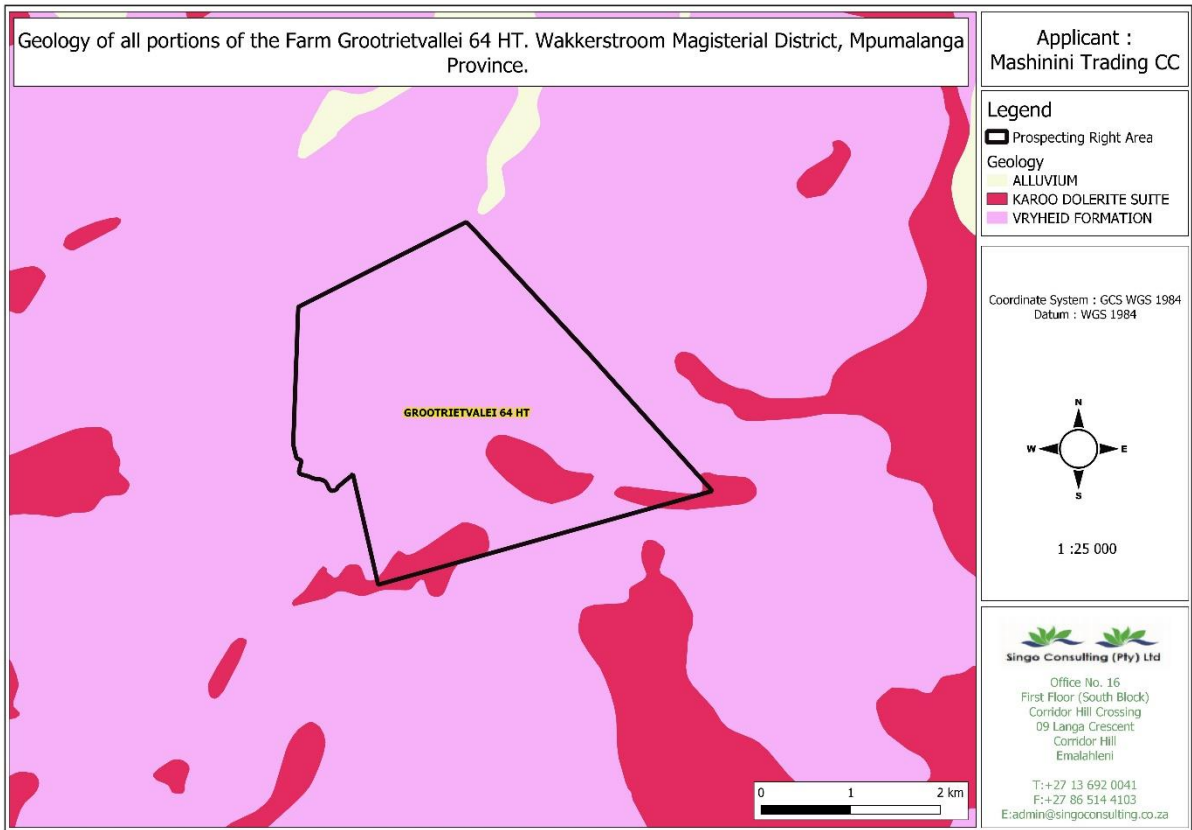 Geology of all portions of the Farm Grootrietvallei 64 HT. Wakkerstroom Magisterial District, Mpumalanga
Province.
Applicant :
Mashinini Trading CC
Legend
Prospecting Right Area
Geology
ALLUVIUM
KAROO DOLERITE SUITE
VRYHEID FORMATION
GROOTRIETVALEI 64 HT
Coordinate System : GCS WGS 1984
Datum : WGS 1984
N
W E
S
1 :25 000
0 1 2 km
Singo Consulting (Pty) Ltd
Office No. 16
First Floor (South Block)
Corridor Hill Crossing
09 Langa Crescent
Corridor Hill
Emalahleni
T:+27 13 692 0041
F:+27 86 514 4103
E:admin@singoconsulting.co.za